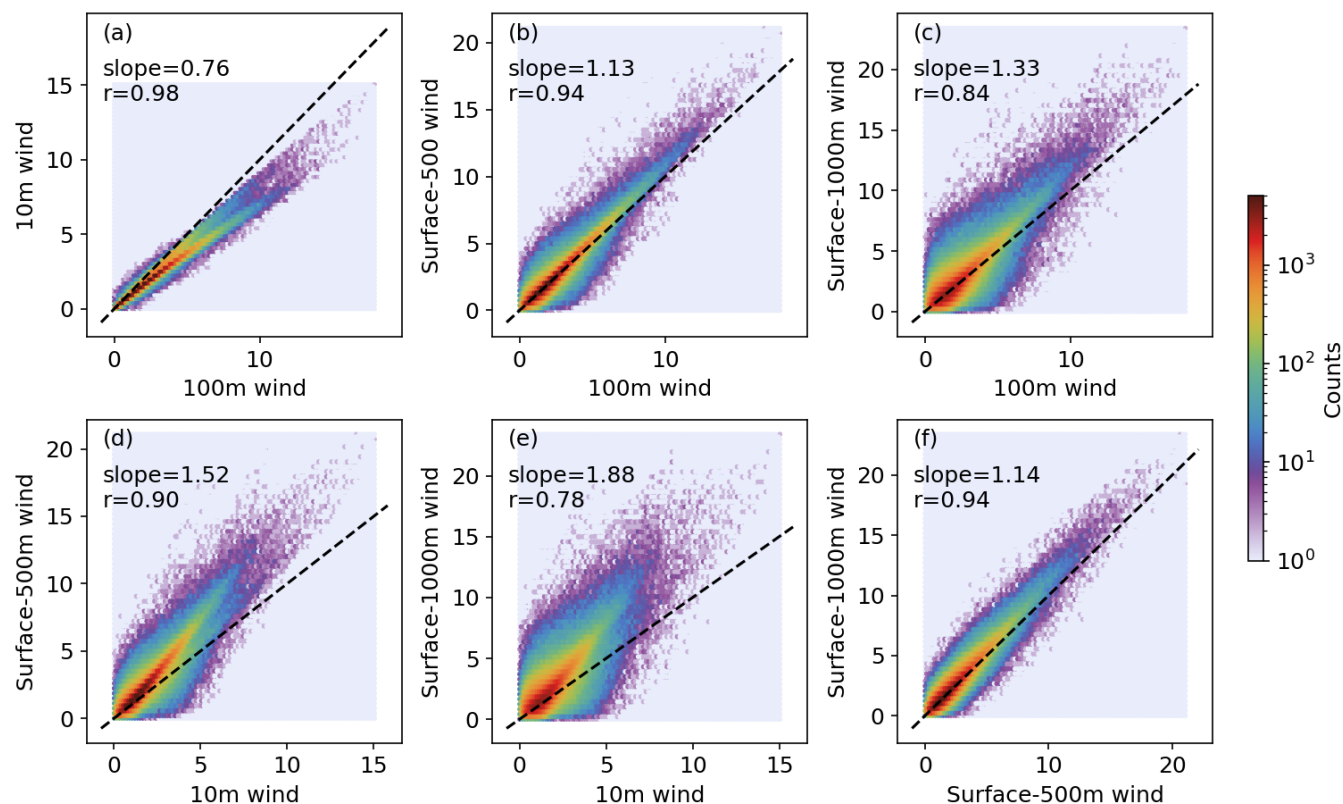 (a)
slope=0.76
r=0.98
15
10
5
0
10m wind
0
10
100m wind
(b)
slope=1.13
r=0.94
20
15
10
5
0
Surface-500 wind
0
10
100m wind
(c)
slope=1.33
r=0.84
20
15
10
5
0
Surface-1000m wind
0
10
100m wind
(d)
slope=1.52
r=0.90
20
15
10
5
0
Surface-500m wind
0
5
10
15
10m wind
(e)
slope=1.88
r=0.78
20
15
10
5
0
Surface-1000m wind
0
5
10
15
10m wind
(f)
slope=1.14
r=0.94
20
15
10
5
0
Surface-1000m wind
0
10
20
Surface-500m wind
10³
10²
10¹
10⁰
Counts